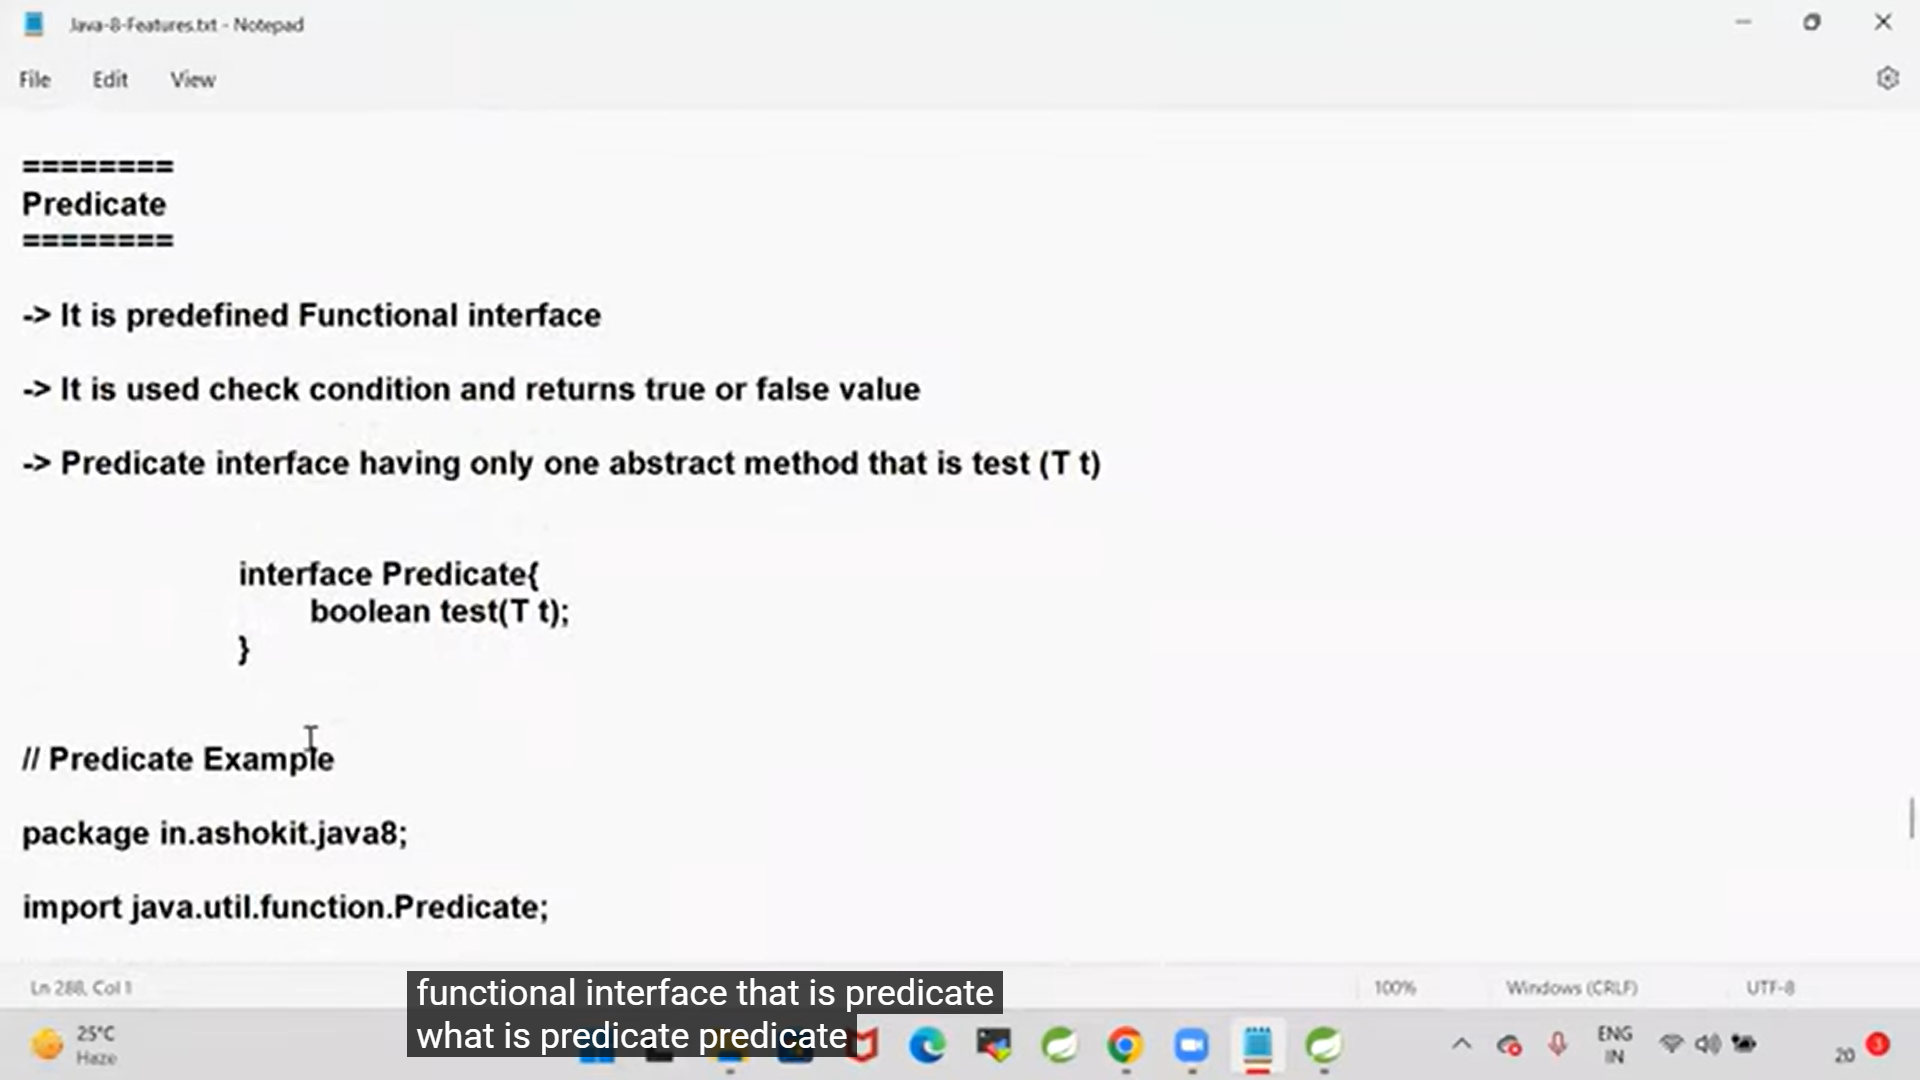 Java-8-Features.txt - Notepad
File Edit View
========
Predicate
========
-> It is predefined Functional interface
-> It is used check condition and returns true or false value
-> Predicate interface having only one abstract method that is test (T t)
interface Predicate{
boolean test(T t);
}
// Predicate Example
package in.ashokit.java8;
import java.util.function.Predicate;
Ln 288, Col 1 100% Windows (CRLF) UTF-8
functional interface that is predicate
what is predicate predicate
25°C
Haze
ENG
IN
20 3